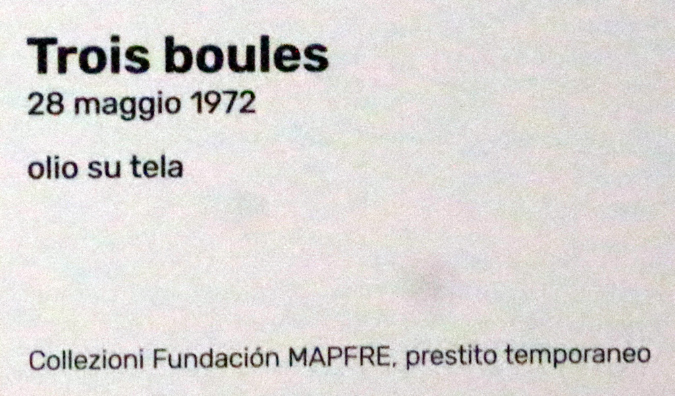 Trois boules
28 maggio 1972
olio su tela
Collezioni Fundación MAPFRE, prestito temporaneo